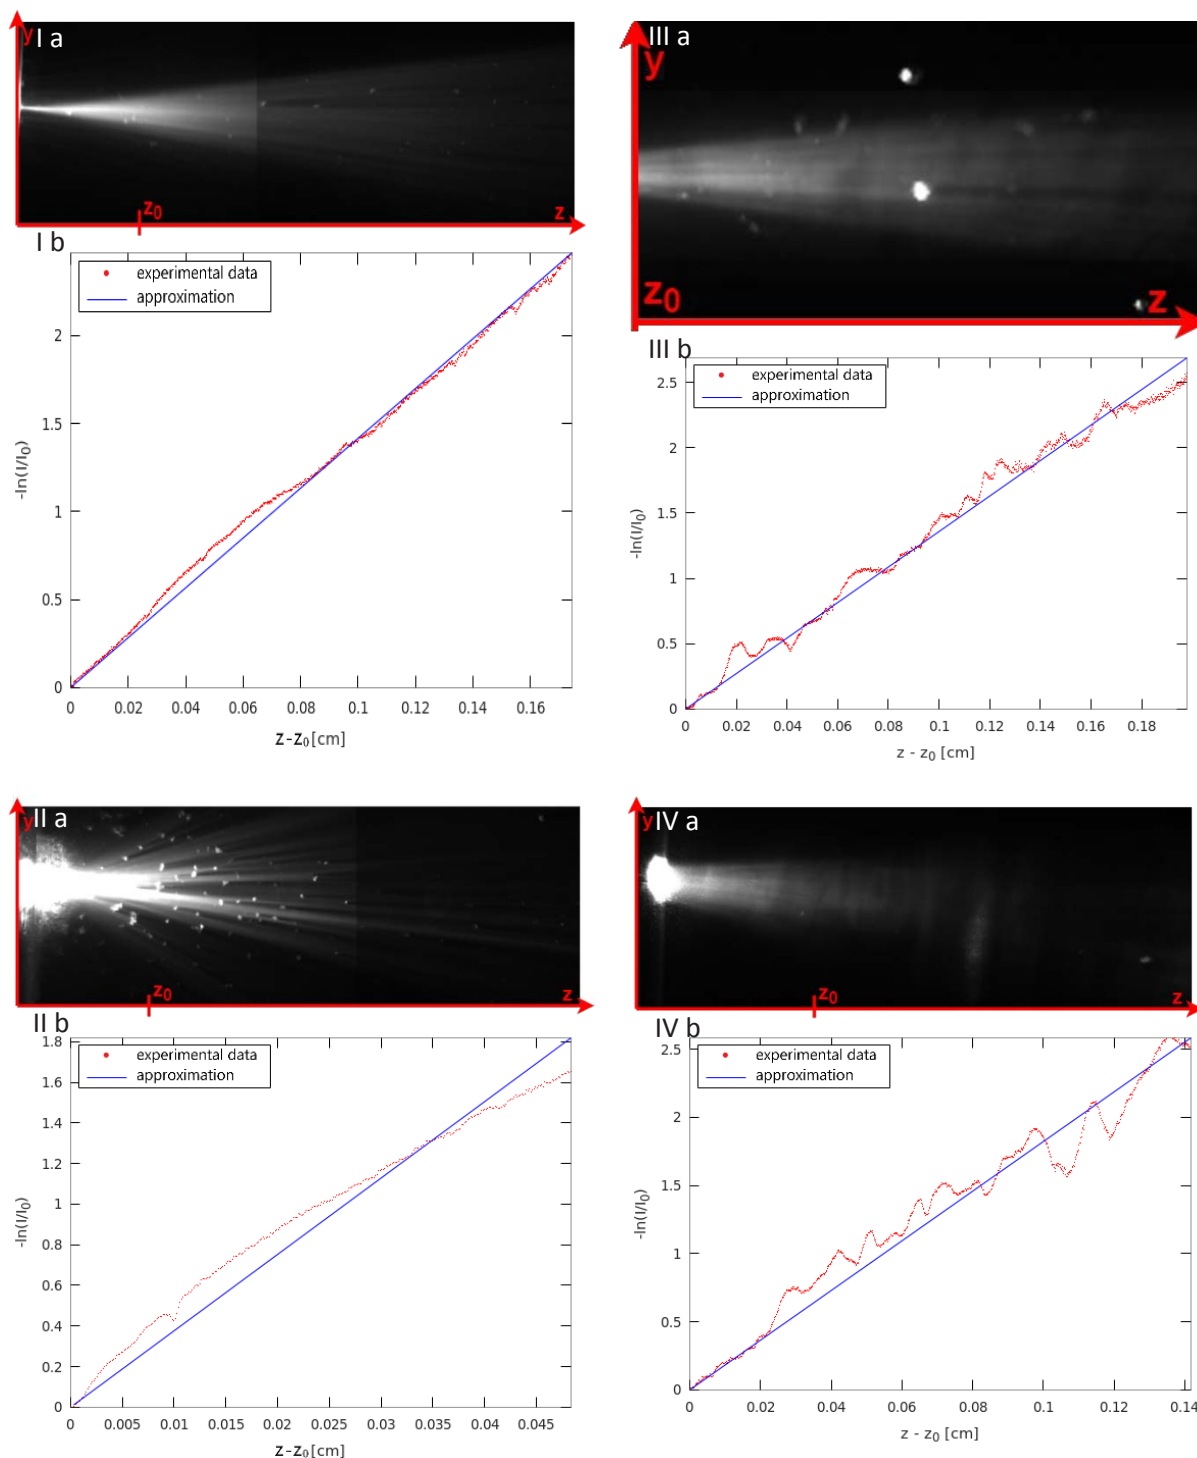 I a
y
z₀
z
I b
experimental data
approximation
-ln(I/I₀)
2
1.5
1
0.5
0
0 0.02 0.04 0.06 0.08 0.1 0.12 0.14 0.16
z-z₀[cm]
III a
y
z₀
z
III b
experimental data
approximation
-ln(I/I₀)
2.5
2
1.5
1
0.5
0
0 0.02 0.04 0.06 0.08 0.1 0.12 0.14 0.16 0.18
z - z₀ [cm]
II a
y
z₀
z
II b
experimental data
approximation
-ln(I/I₀)
1.8
1.6
1.4
1.2
1
0.8
0.6
0.4
0.2
0
0 0.005 0.01 0.015 0.02 0.025 0.03 0.035 0.04 0.045
z-z₀[cm]
IV a
y
z₀
z
IV b
experimental data
approximation
-ln(I/I₀)
2.5
2
1.5
1
0.5
0
0 0.02 0.04 0.06 0.08 0.1 0.12 0.14
z - z₀ [cm]